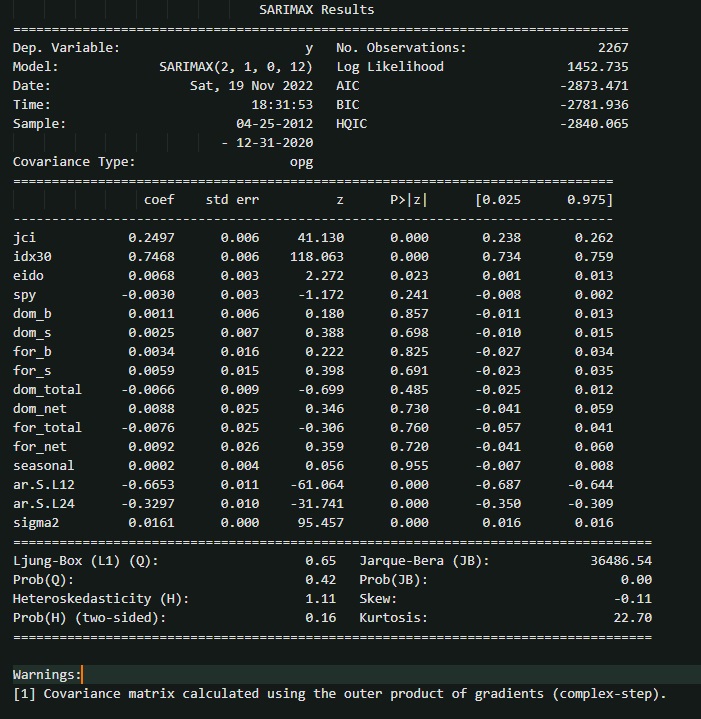 SARIMAX Results
==============================================================================
Dep. Variable:                      y   No. Observations:                 2267
Model:             SARIMAX(2, 1, 0, 12)   Log Likelihood                1452.735
Date:                Sat, 19 Nov 2022   AIC                          -2873.471
Time:                        18:31:53   BIC                          -2781.936
Sample:                    04-25-2012   HQIC                         -2840.065
- 12-31-2020
Covariance Type:                  opg
==============================================================================
coef    std err          z      P>|z|      [0.025      0.975]
------------------------------------------------------------------------------
jci            0.2497      0.006     41.130      0.000       0.238       0.262
idx30          0.7468      0.006    118.063      0.000       0.734       0.759
eido           0.0068      0.003      2.272      0.023       0.001       0.013
spy           -0.0030      0.003     -1.172      0.241      -0.008       0.002
dom_b          0.0011      0.006      0.180      0.857      -0.011       0.013
dom_s          0.0025      0.007      0.388      0.698      -0.010       0.015
for_b          0.0034      0.016      0.222      0.825      -0.027       0.034
for_s          0.0059      0.015      0.398      0.691      -0.023       0.035
dom_total     -0.0066      0.009     -0.699      0.485      -0.025       0.012
dom_net        0.0088      0.025      0.346      0.730      -0.041       0.059
for_total     -0.0076      0.025     -0.306      0.760      -0.057       0.041
for_net        0.0092      0.026      0.359      0.720      -0.041       0.060
seasonal       0.0002      0.004      0.056      0.955      -0.007       0.008
ar.S.L12      -0.6653      0.011    -61.064      0.000      -0.687      -0.644
ar.S.L24      -0.3297      0.010    -31.741      0.000      -0.350      -0.309
sigma2         0.0161      0.000     95.457      0.000       0.016       0.016
==============================================================================
Ljung-Box (L1) (Q):                   0.65   Jarque-Bera (JB):             36486.54
Prob(Q):                              0.42   Prob(JB):                         0.00
Heteroskedasticity (H):               1.11   Skew:                            -0.11
Prob(H) (two-sided):                  0.16   Kurtosis:                        22.70
==============================================================================
Warnings:
[1] Covariance matrix calculated using the outer product of gradients (complex-step).